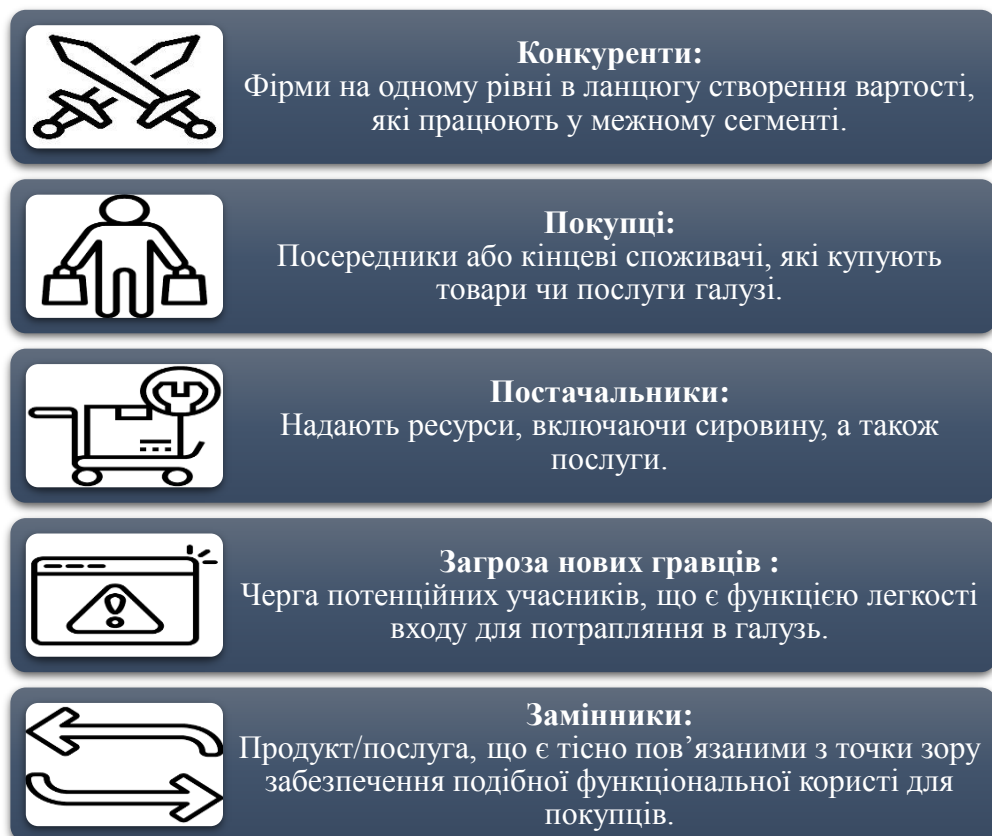 Конкуренти:
Фірми на одному рівні в ланцюгу створення вартості,
які працюють у межному сегменті.
Покупці:
Посередники або кінцеві споживачі, які купують
товари чи послуги галузі.
Постачальники:
Надають ресурси, включаючи сировину, а також
послуги.
Загроза нових гравців :
Черга потенційних учасників, що є функцією легкості
входу для потрапляння в галузь.
Замінники:
Продукт/послуга, що є тісно пов’язаними з точки зору
забезпечення подібної функціональної користі для
покупців.